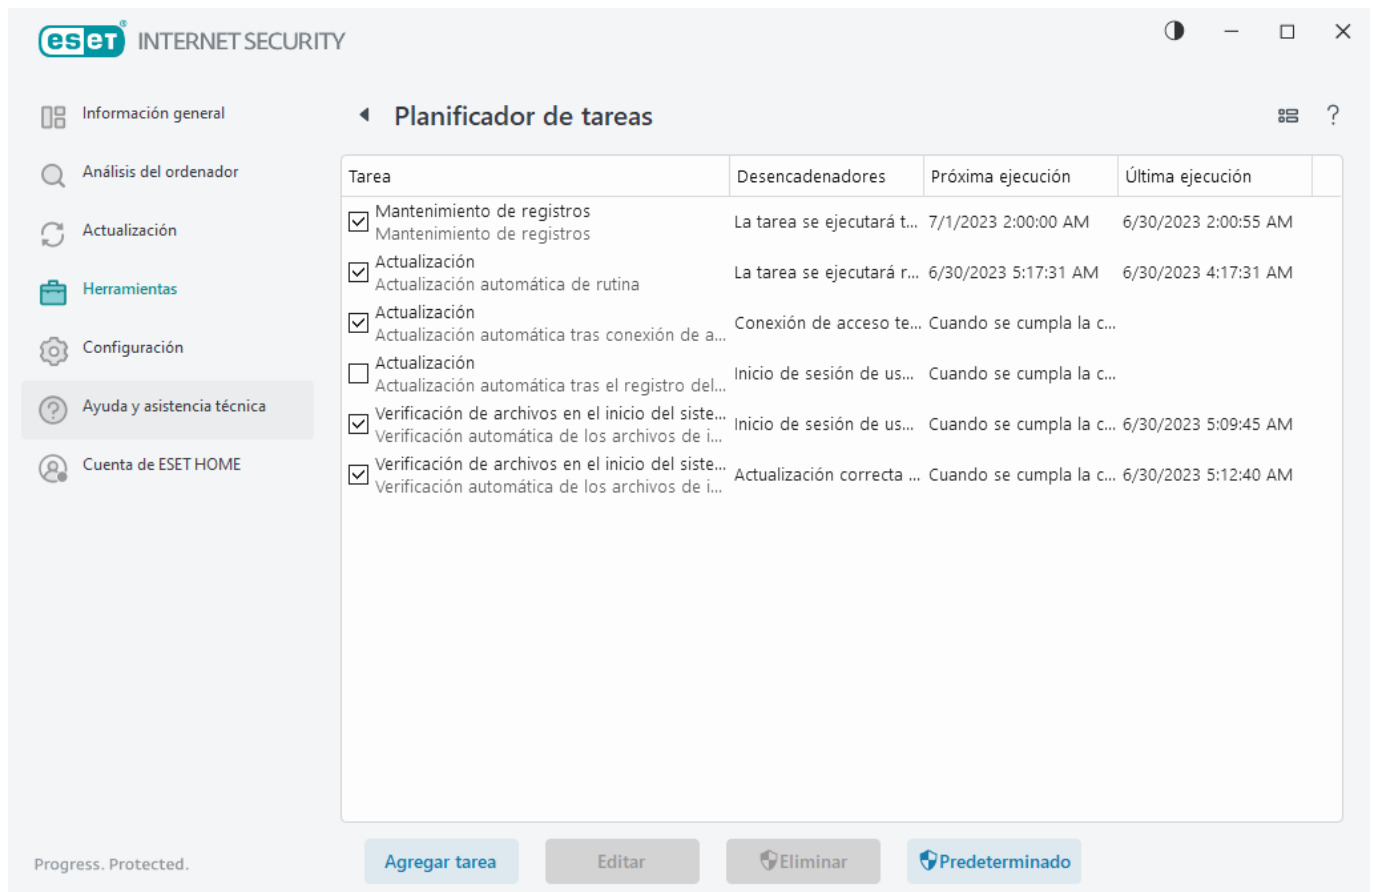 eset® INTERNET SECURITY
Información general
Análisis del ordenador
Actualización
Herramientas
Configuración
Ayuda y asistencia técnica
Cuenta de ESET HOME
Progress. Protected.
Planificador de tareas
?
Tarea Desencadenadores Próxima ejecución Última ejecución
Mantenimiento de registros
Mantenimiento de registros
La tarea se ejecutará t... 7/1/2023 2:00:00 AM 6/30/2023 2:00:55 AM
Actualización
Actualización automática de rutina
La tarea se ejecutará r... 6/30/2023 5:17:31 AM 6/30/2023 4:17:31 AM
Actualización
Actualización automática tras conexión de a...
Conexión de acceso te... Cuando se cumpla la c...
Actualización
Actualización automática tras el registro del...
Inicio de sesión de us... Cuando se cumpla la c...
Verificación de archivos en el inicio del siste...
Verificación automática de los archivos de i...
Inicio de sesión de us... Cuando se cumpla la c... 6/30/2023 5:09:45 AM
Verificación de archivos en el inicio del siste...
Verificación automática de los archivos de i...
Actualización correcta ... Cuando se cumpla la c... 6/30/2023 5:12:40 AM
Agregar tarea Editar Eliminar Predeterminado